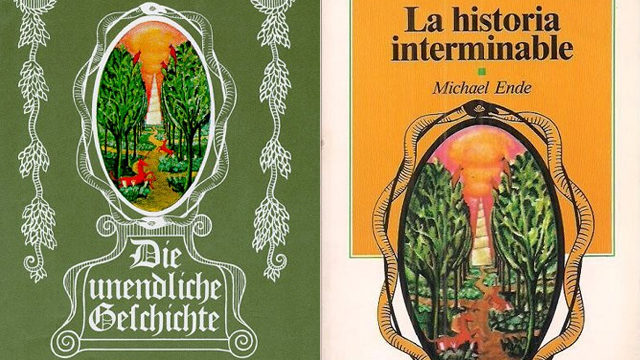 Die
unendliche
Geſchichte
La historia
interminable
Michael Ende